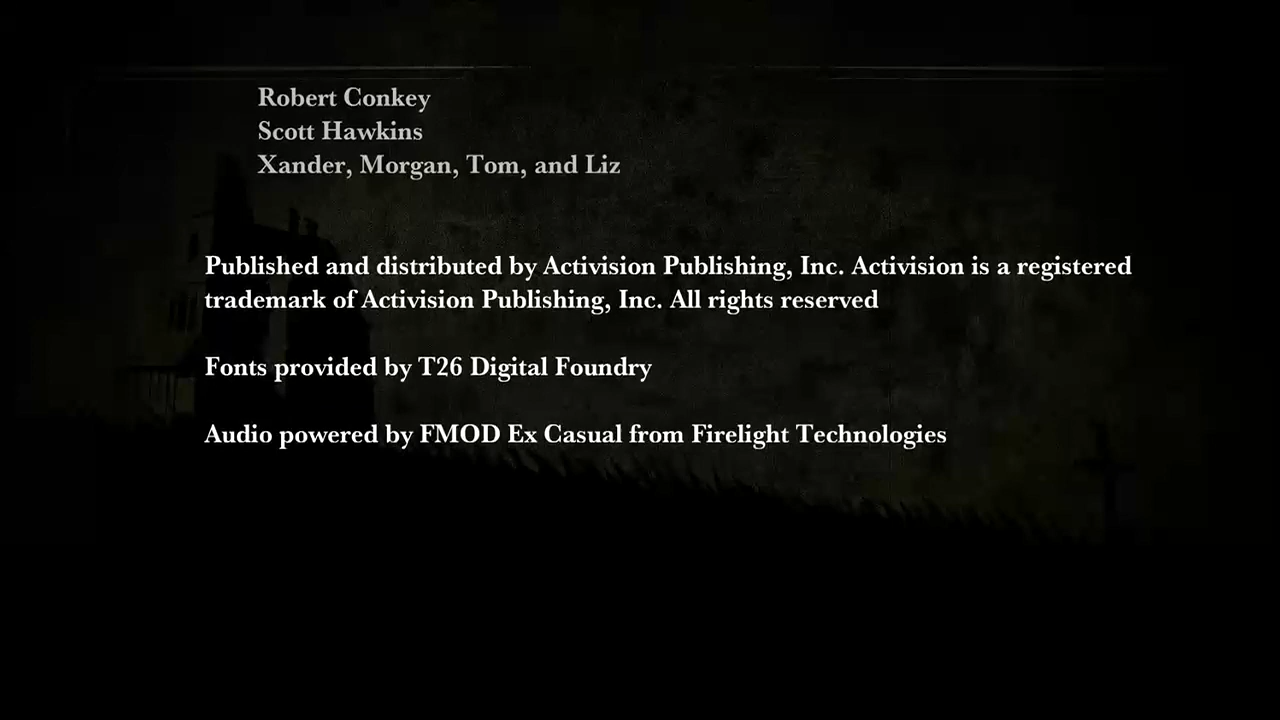 Robert Conkey
Scott Hawkins
Xander, Morgan, Tom, and Liz
Published and distributed by Activision Publishing, Inc. Activision is a registered
trademark of Activision Publishing, Inc. All rights reserved
Fonts provided by T26 Digital Foundry
Audio powered by FMOD Ex Casual from Firelight Technologies